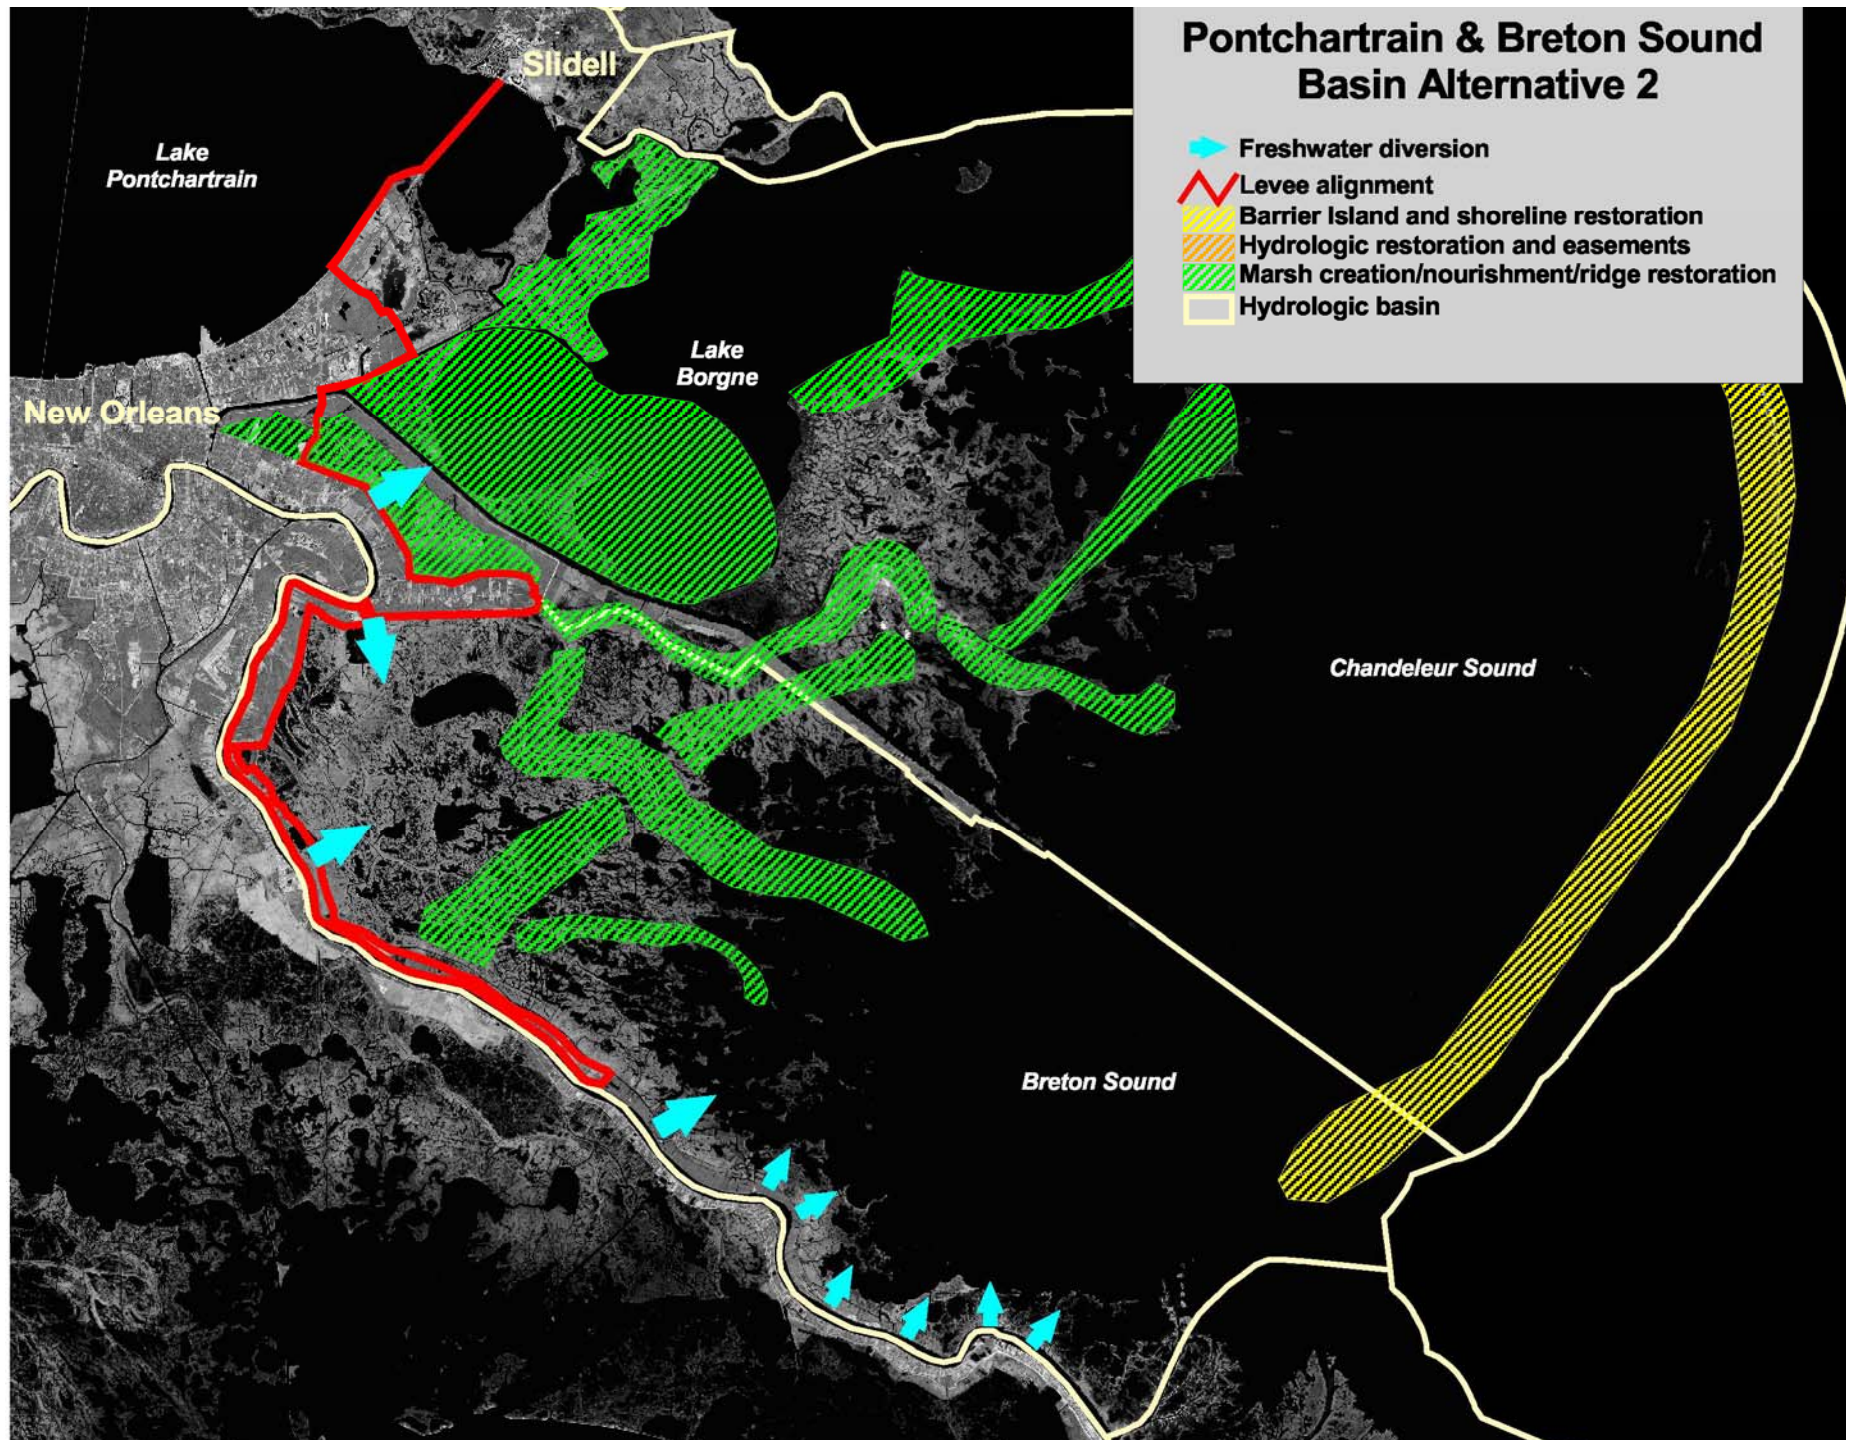 Pontchartrain & Breton Sound
Basin Alternative 2
Freshwater diversion
Levee alignment
Barrier Island and shoreline restoration
Hydrologic restoration and easements
Marsh creation/nourishment/ridge restoration
Hydrologic basin
Slidell
Lake
Pontchartrain
Lake
Borgne
New Orleans
Chandeleur Sound
Breton Sound